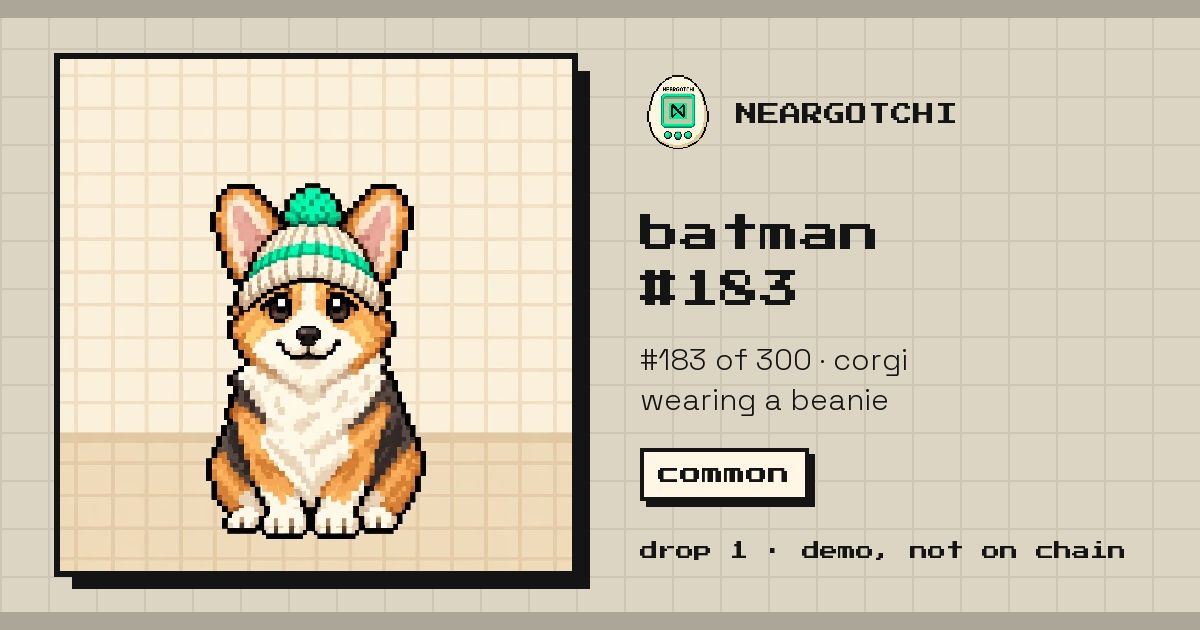 NEARGOTCHI
NEARGOTCHI
batman
#183
#183 of 300 · corgi
wearing a beanie
common
drop 1 · demo, not on chain